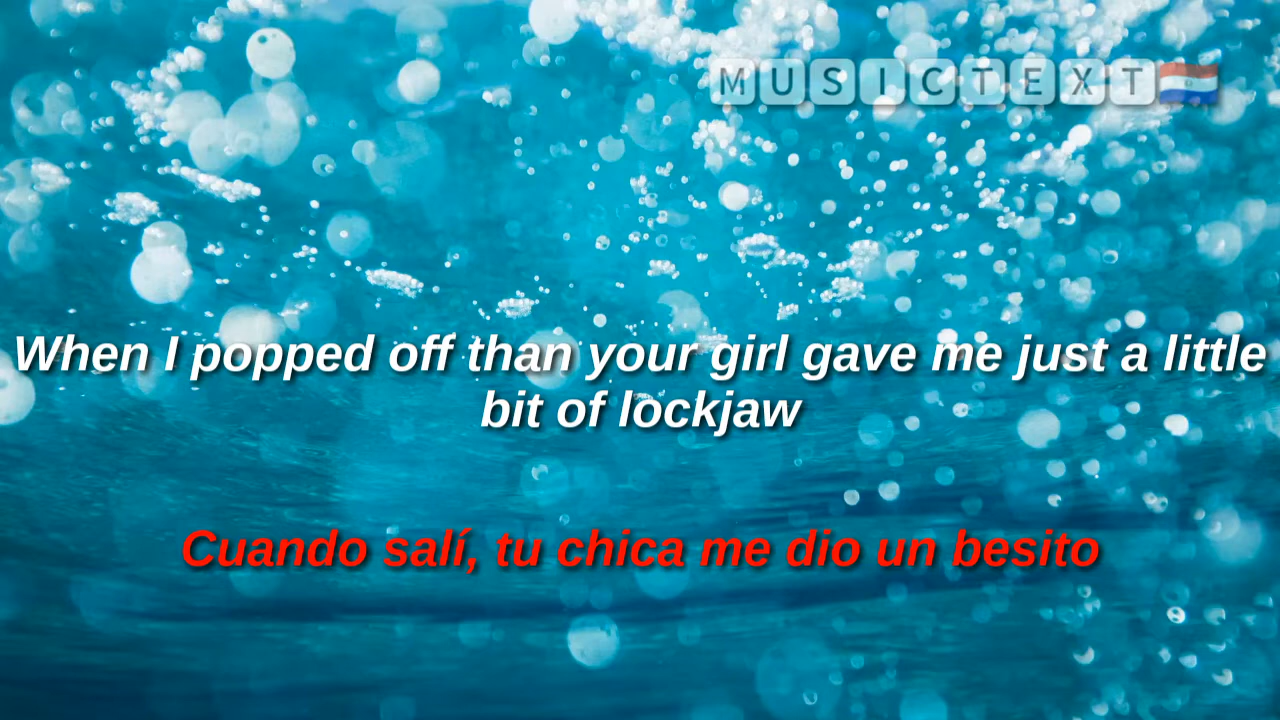 MUSICTEXT
When I popped off than your girl gave me just a little
bit of lockjaw
Cuando salí, tu chica me dio un besito